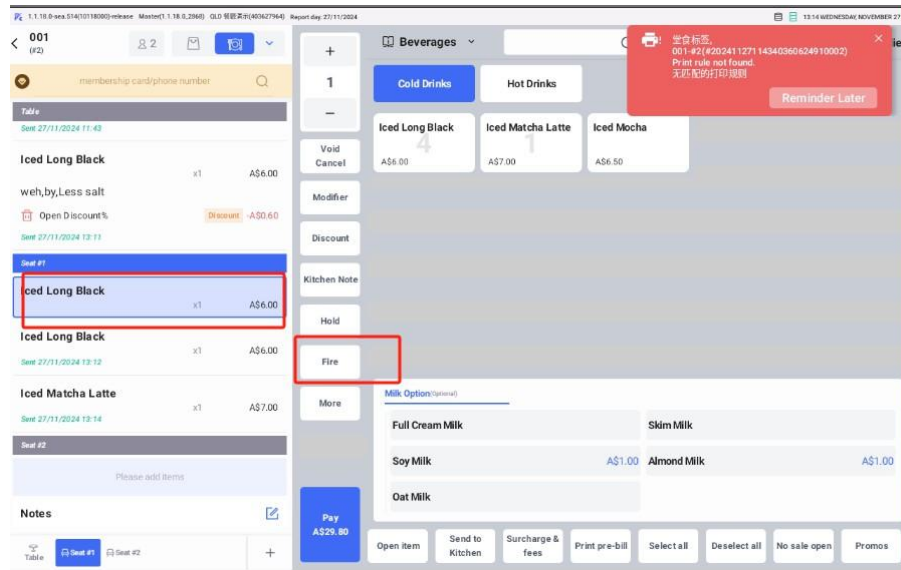 1.1.18.0-sea.514(10118000)-release Master(1.1.18.0,2868) QLD 餐厅演示(403627964) Report day: 27/11/2024
13:14 WEDNESDAY, NOVEMBER 27
001
(#2)
2
membership card/phone number
Table
Sent 27/11/2024 11:43
Iced Long Black
x1 A$6.00
weh,by,Less salt
Open Discount% Discount -A$0.60
Sent 27/11/2024 13:11
Seat #1
Iced Long Black
x1 A$6.00
Iced Long Black
x1 A$6.00
Sent 27/11/2024 13:12
Iced Matcha Latte
x1 A$7.00
Sent 27/11/2024 13:14
Seat #2
Please add items
Notes
Table
Seat #1
Seat #2
+
+
1
−
Void
Cancel
Modifier
Discount
Kitchen Note
Hold
Fire
More
Pay
A$29.80
Beverages
Cold Drinks
Hot Drinks
Iced Long Black
4
A$6.00
Iced Matcha Latte
1
A$7.00
Iced Mocha
A$6.50
堂食标签,
001-#2(#20241127114340360624910002)
Print rule not found.
无匹配的打印规则
Reminder Later
Milk Option(Optional)
Full Cream Milk
Skim Milk
Soy Milk A$1.00
Almond Milk A$1.00
Oat Milk
Open item
Send to
Kitchen
Surcharge &
fees
Print pre-bill
Select all
Deselect all
No sale open
Promos